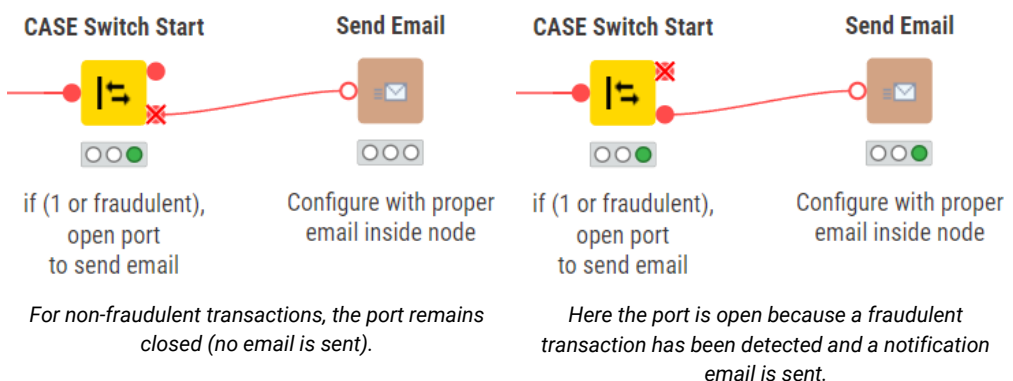 CASE Switch Start
Send Email
if (1 or fraudulent),
open port
to send email
Configure with proper
email inside node
For non-fraudulent transactions, the port remains
closed (no email is sent).
CASE Switch Start
Send Email
if (1 or fraudulent),
open port
to send email
Configure with proper
email inside node
Here the port is open because a fraudulent
transaction has been detected and a notification
email is sent.